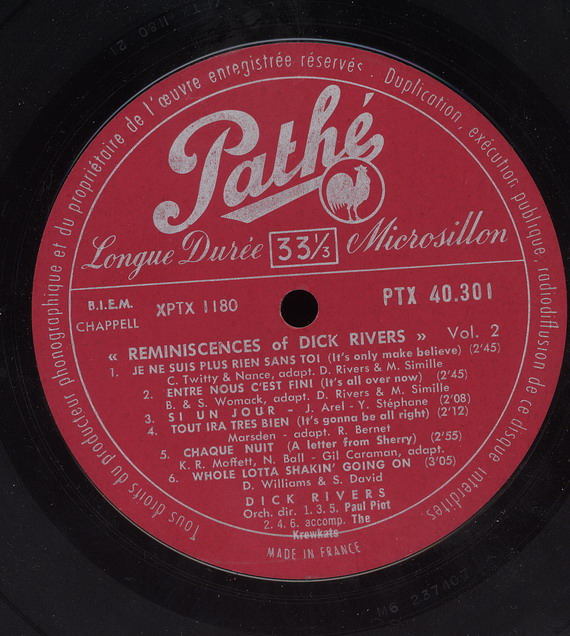 Tous droits du producteur phonographique et du propriétaire de l'œuvre enregistrée réservés. Duplication, exécution publique, radiodiffusion de ce disque interdites
Pathé
Longue Durée 33⅓ Microsillon
B.I.E.M. XPTX 1180 PTX 40.301
CHAPPELL
« REMINISCENCES of DICK RIVERS » Vol. 2
1. JE NE SUIS PLUS RIEN SANS TOI (It's only make believe) (2'45)
C. Twitty & Nance, adapt. D. Rivers & M. Simille
2. ENTRE NOUS C'EST FINI (It's all over now) (2'45)
B. & S. Womack, adapt. D. Rivers & M. Simille
3. SI UN JOUR - J. Arel - Y. Stéphane (2'08)
4. TOUT IRA TRES BIEN (It's gonna be all right) (2'12)
Marsden - adapt. R. Bernet
5. CHAQUE NUIT (A letter from Sherry) (2'55)
K. R. Moffett, N. Ball - Gil Caraman, adapt.
6. WHOLE LOTTA SHAKIN' GOING ON (3'05)
D. Williams & S. David
DICK RIVERS
Orch. dir. 1. 3. 5. Paul Piot
2. 4. 6. accomp. The
Krewkats
MADE IN FRANCE